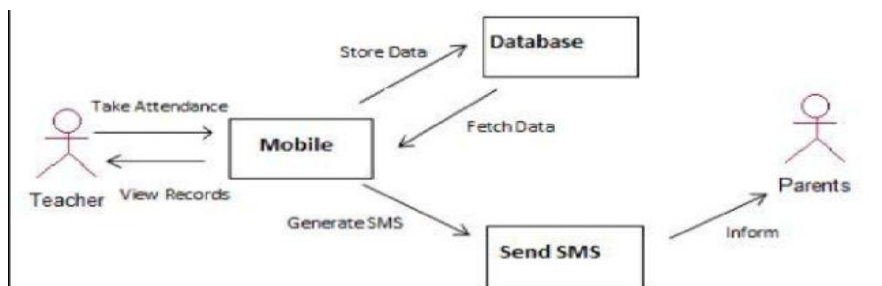 Database
Store Data
Take Attendance
Fetch Data
Mobile
Teacher
View Records
Parents
Generate SMS
Send SMS
Inform